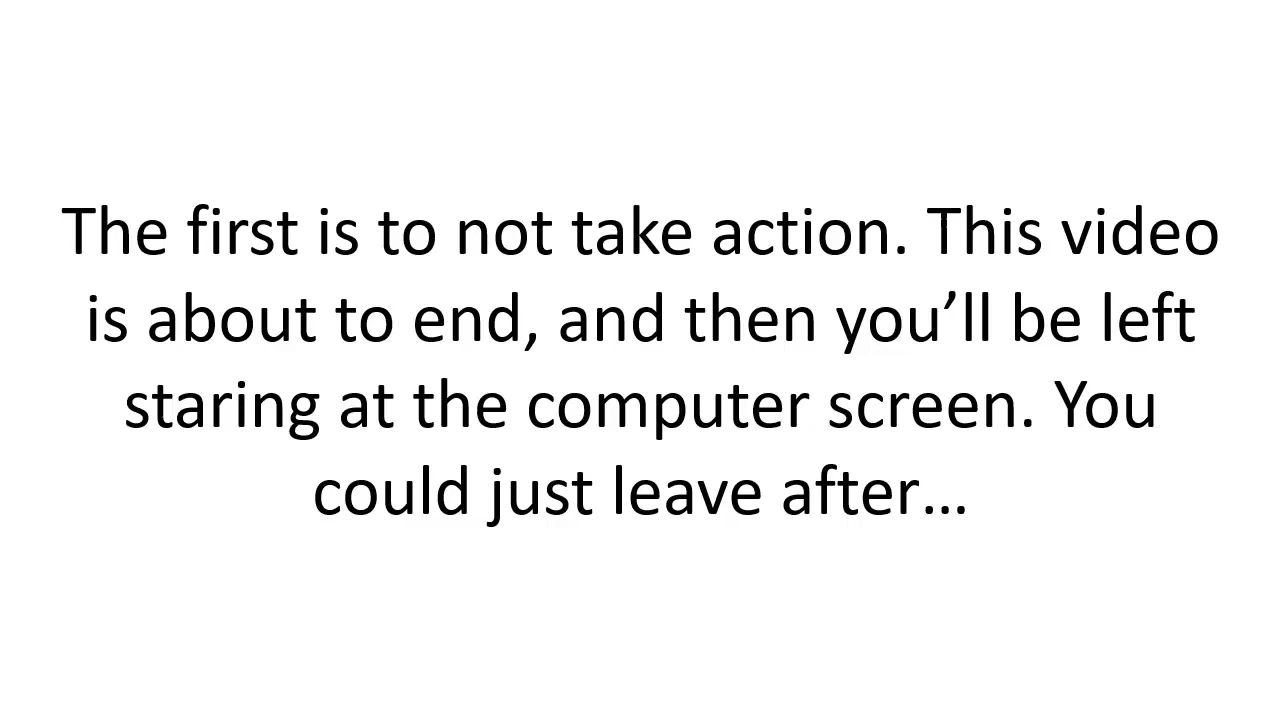 The first is to not take action. This video
is about to end, and then you’ll be left
staring at the computer screen. You
could just leave after…